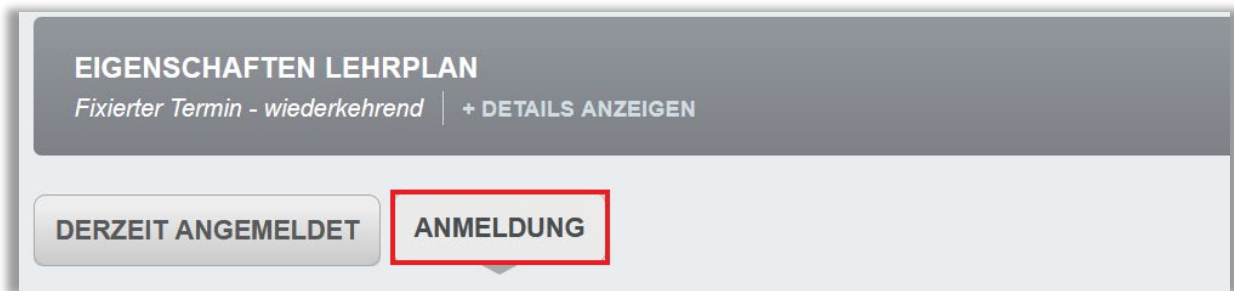 EIGENSCHAFTEN LEHRPLAN
Fixierter Termin - wiederkehrend + DETAILS ANZEIGEN
DERZEIT ANGEMELDET ANMELDUNG